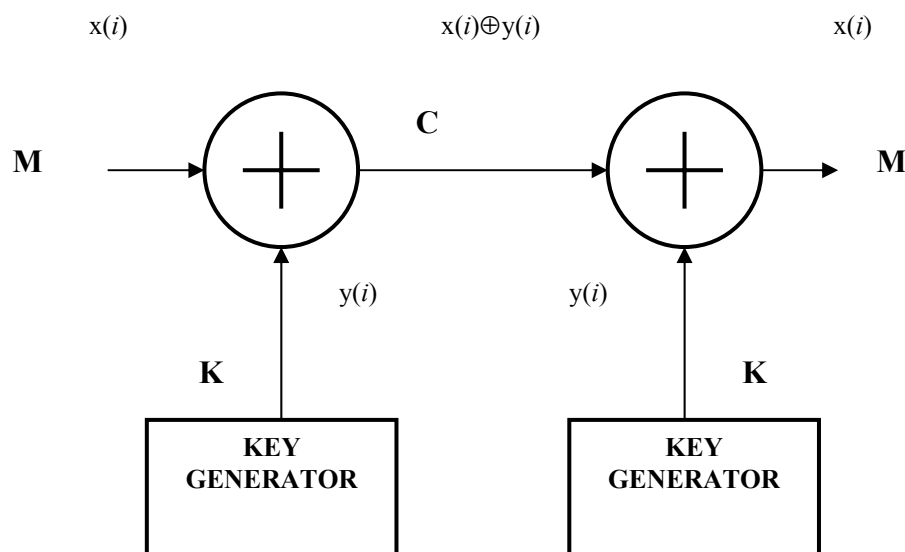 x(i) x(i)⊕y(i) x(i)
C
M M
y(i) y(i)
K K
KEY GENERATOR
KEY GENERATOR